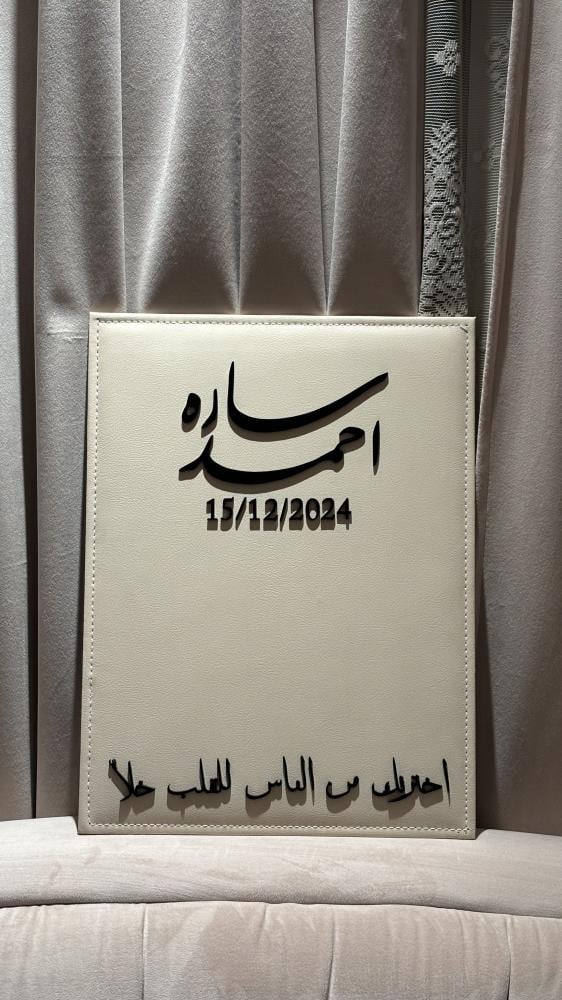 ساره
احمد
15/12/2024
اخترتك من الناس للقلب خلاً